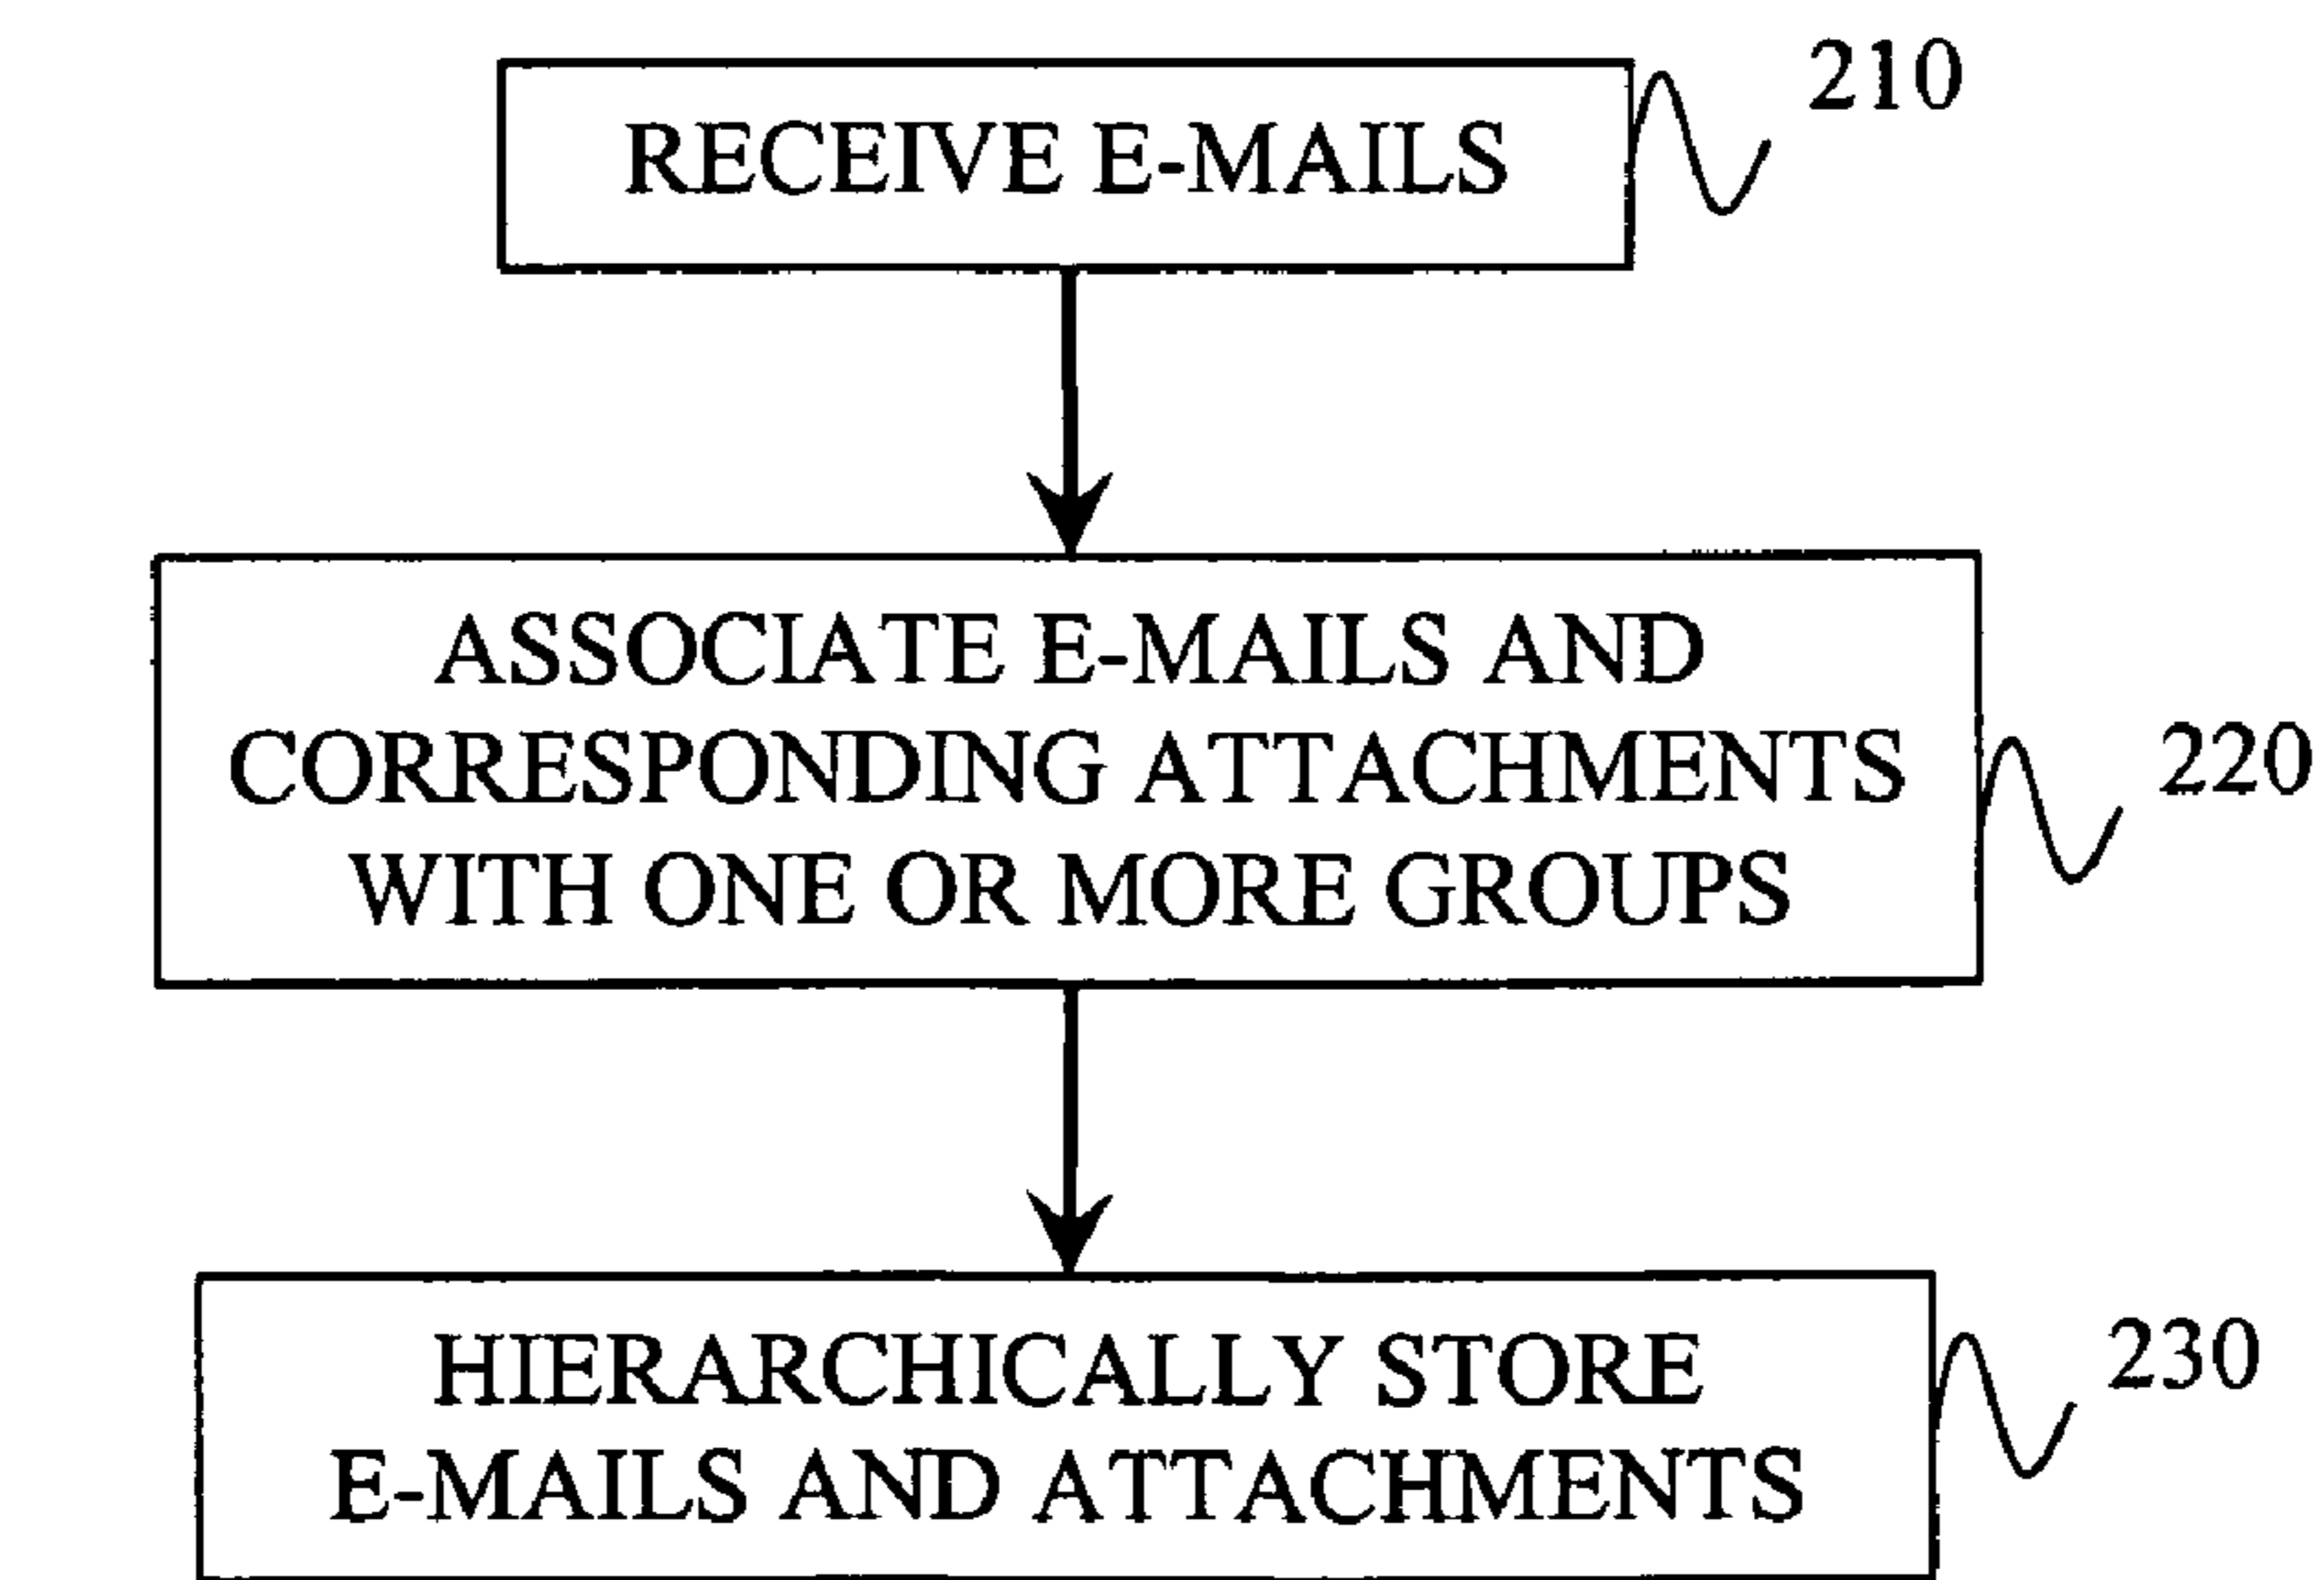 RECEIVE E-MAILS
210
ASSOCIATE E-MAILS AND
CORRESPONDING ATTACHMENTS
WITH ONE OR MORE GROUPS
220
HIERARCHICALLY STORE
E-MAILS AND ATTACHMENTS
230